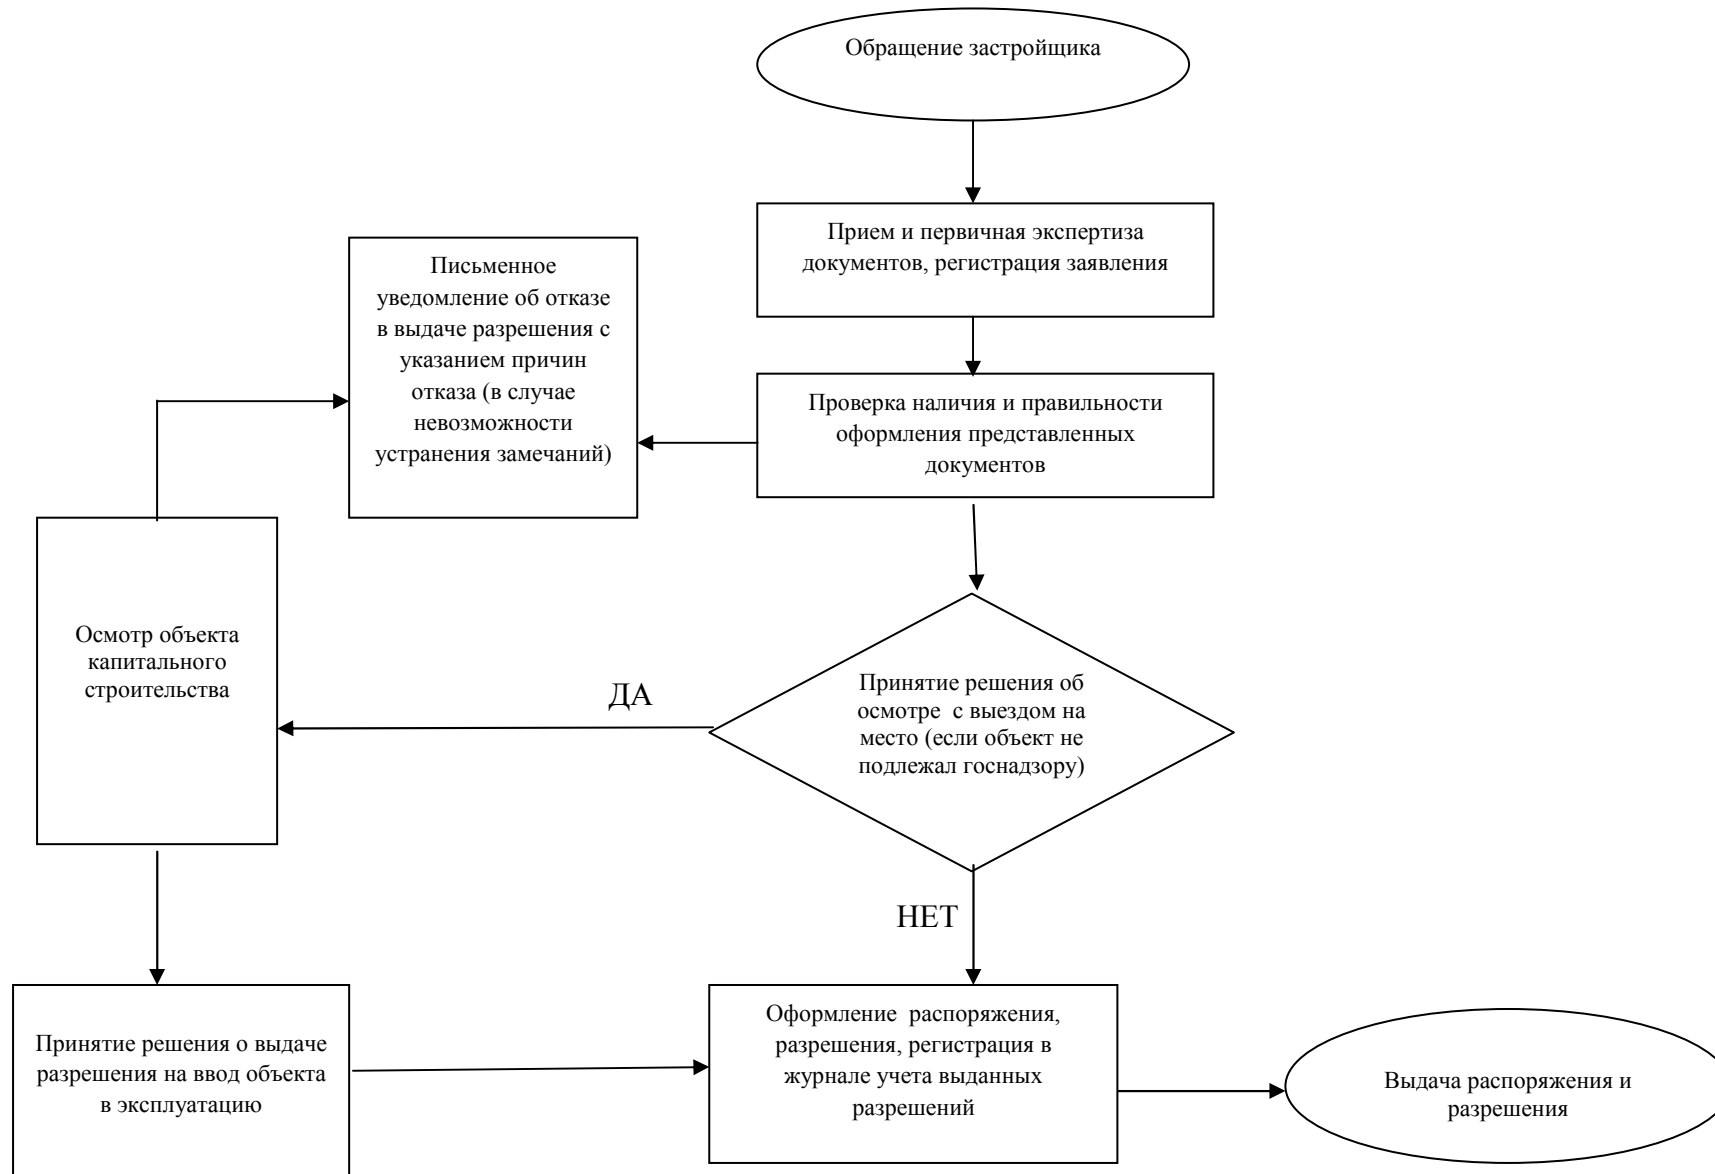 Обращение застройщика
Прием и первичная экспертиза
документов, регистрация заявления
Письменное
уведомление об отказе
в выдаче разрешения с
указанием причин
отказа (в случае
невозможности
устранения замечаний)
Проверка наличия и правильности
оформления представленных
документов
Осмотр объекта
капитального
строительства
ДА
Принятие решения об
осмотре с выездом на
место (если объект не
подлежал госнадзору)
НЕТ
Принятие решения о выдаче
разрешения на ввод объекта
в эксплуатацию
Оформление распоряжения,
разрешения, регистрация в
журнале учета выданных
разрешений
Выдача распоряжения и
разрешения